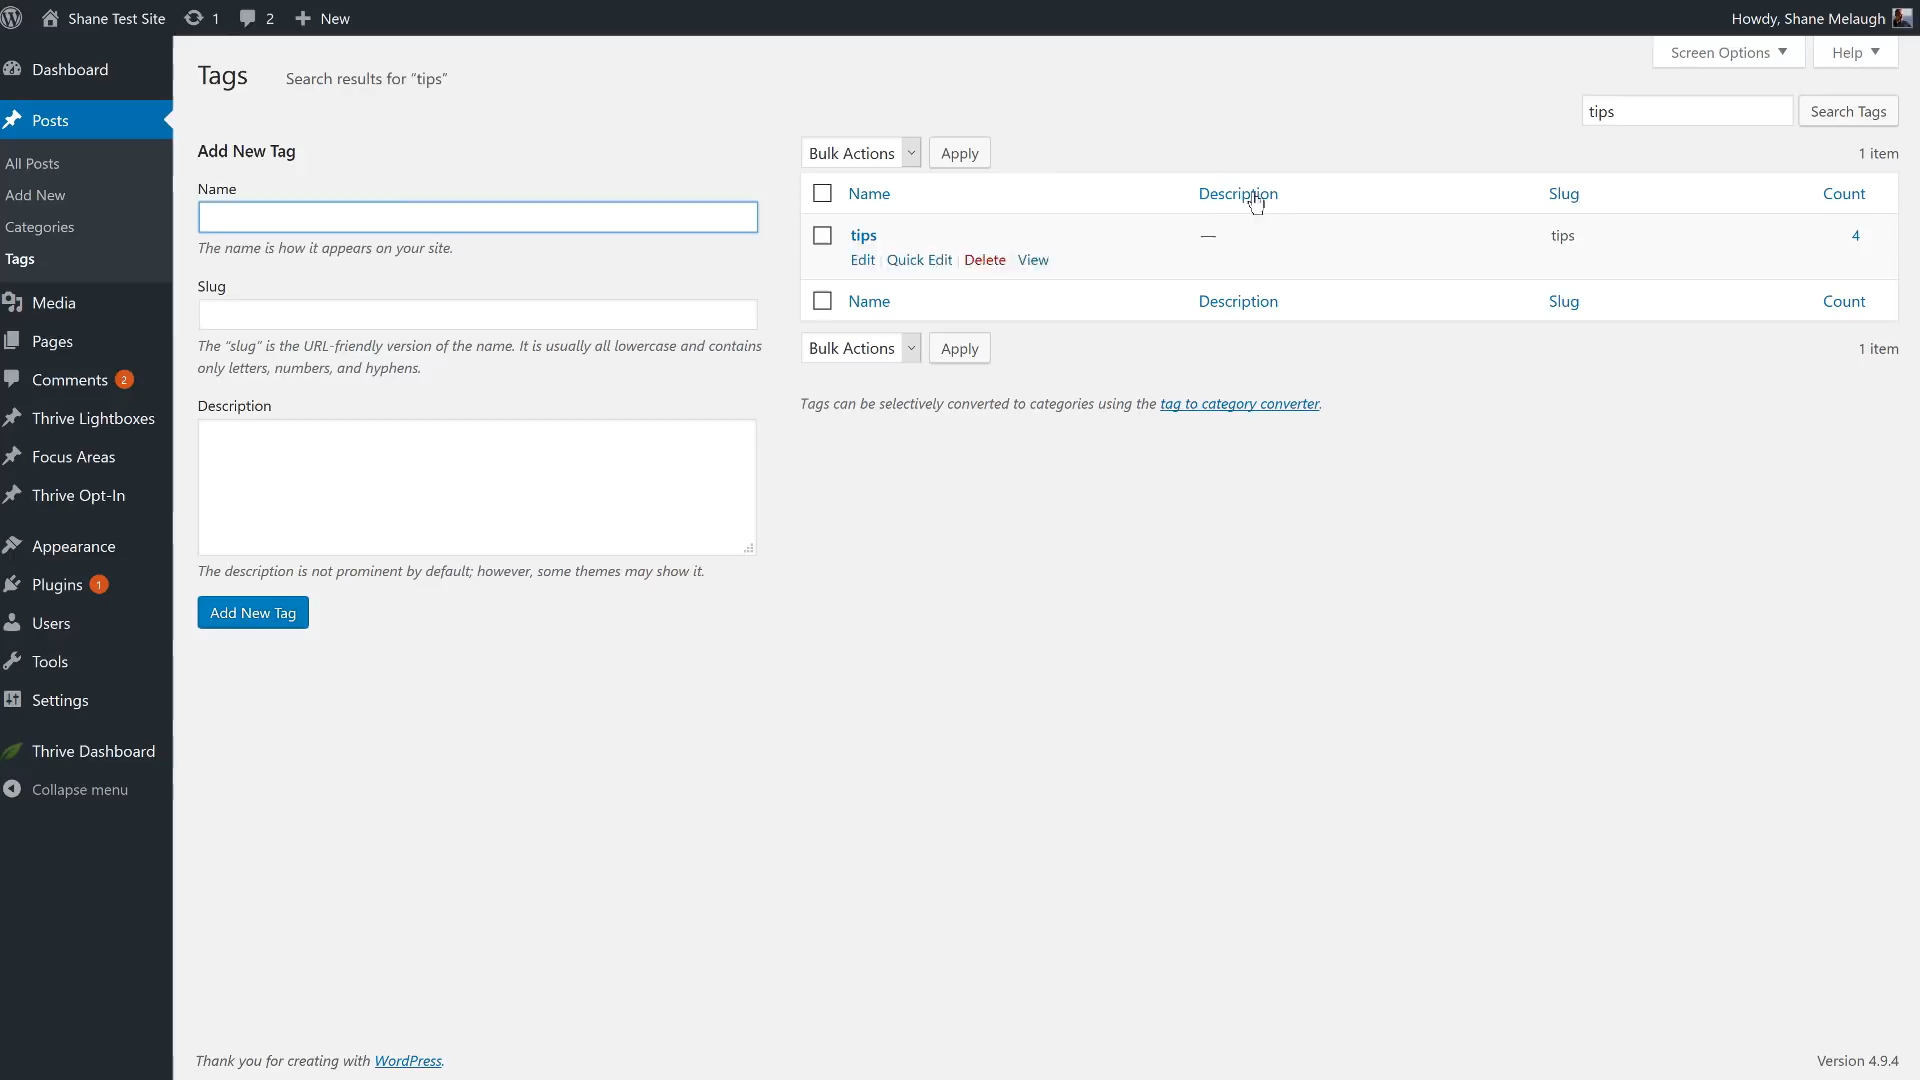 Shane Test Site 1 2 New Howdy, Shane Melaugh
Screen Options Help
Dashboard
Posts
All Posts
Add New
Categories
Tags
Media
Pages
Comments 2
Thrive Lightboxes
Focus Areas
Thrive Opt-In
Appearance
Plugins 1
Users
Tools
Settings
Thrive Dashboard
Collapse menu
Tags Search results for “tips”
tips Search Tags
Add New Tag
Name
The name is how it appears on your site.
Slug
The “slug” is the URL-friendly version of the name. It is usually all lowercase and contains
only letters, numbers, and hyphens.
Description
The description is not prominent by default; however, some themes may show it.
Add New Tag
Bulk Actions Apply 1 item
Name Description Slug Count
tips — tips 4
Edit | Quick Edit | Delete View
Name Description Slug Count
Bulk Actions Apply 1 item
Tags can be selectively converted to categories using the tag to category converter.
Thank you for creating with WordPress. Version 4.9.4